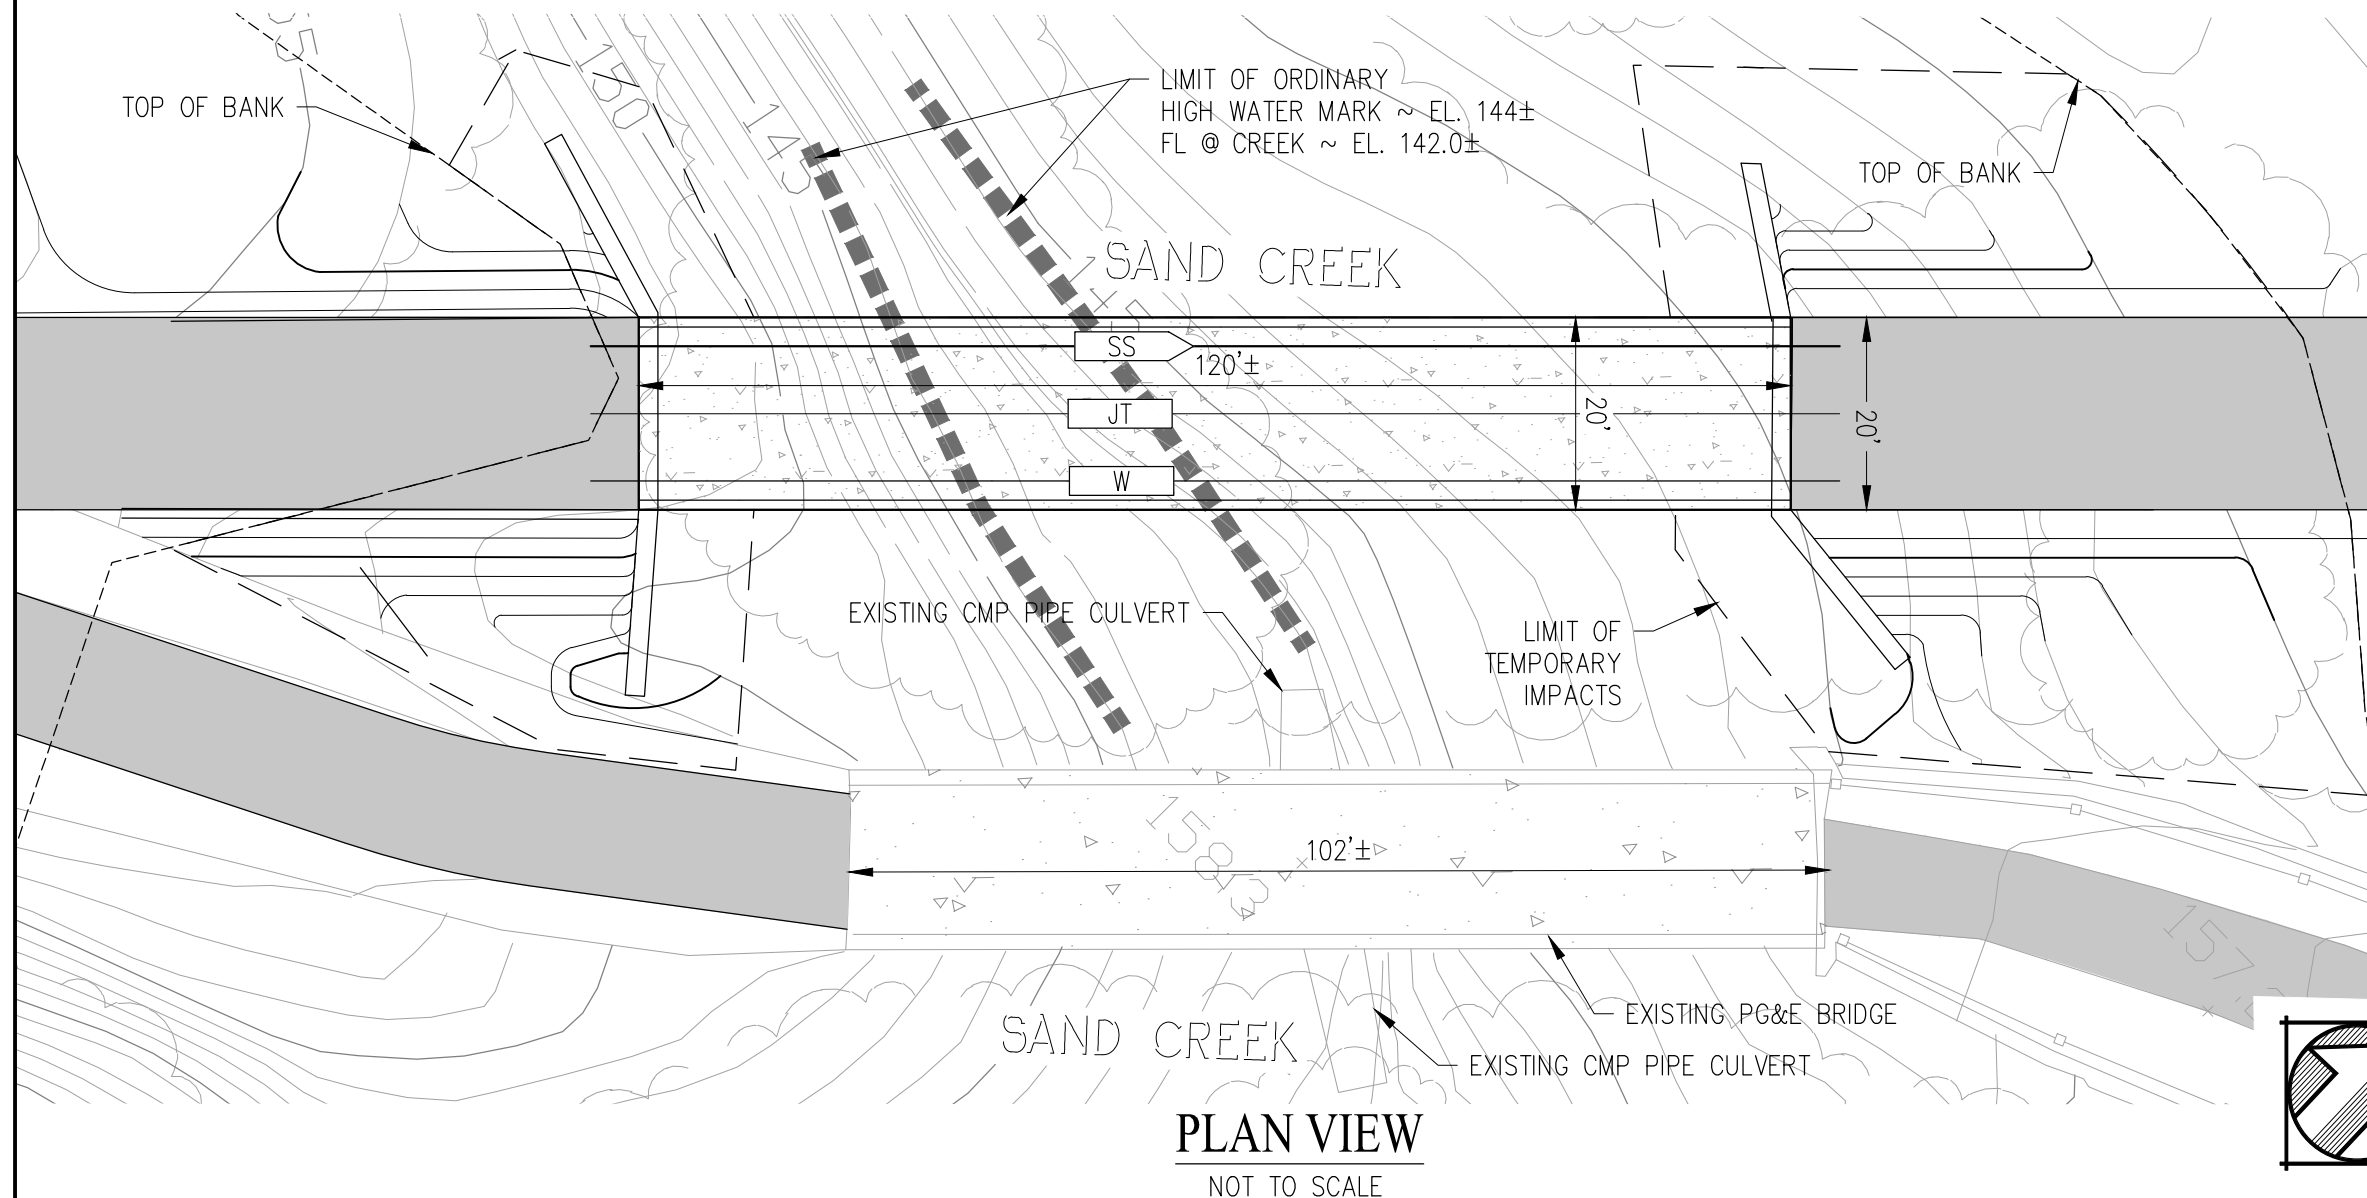 TOP OF BANK
150
145
LIMIT OF ORDINARY
HIGH WATER MARK ~ EL. 144±
FL @ CREEK ~ EL. 142.0±
TOP OF BANK
SAND CREEK
SS
120'±
JT
20'
20'
W
EXISTING CMP PIPE CULVERT
LIMIT OF
TEMPORARY
IMPACTS
158.3
102'±
EXISTING PG&E BRIDGE
SAND CREEK
EXISTING CMP PIPE CULVERT
PLAN VIEW
NOT TO SCALE